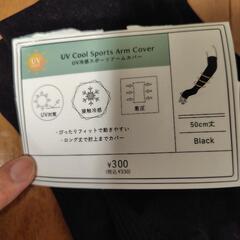 UV
UV Cool Sports Arm Cover
UV冷感スポーツアームカバー
UV対策
接触冷感
着圧
・ぴったりフィットで動きやすい
・ロング丈で肘上までカバー
50cm丈
Black
¥300
(税込¥330)